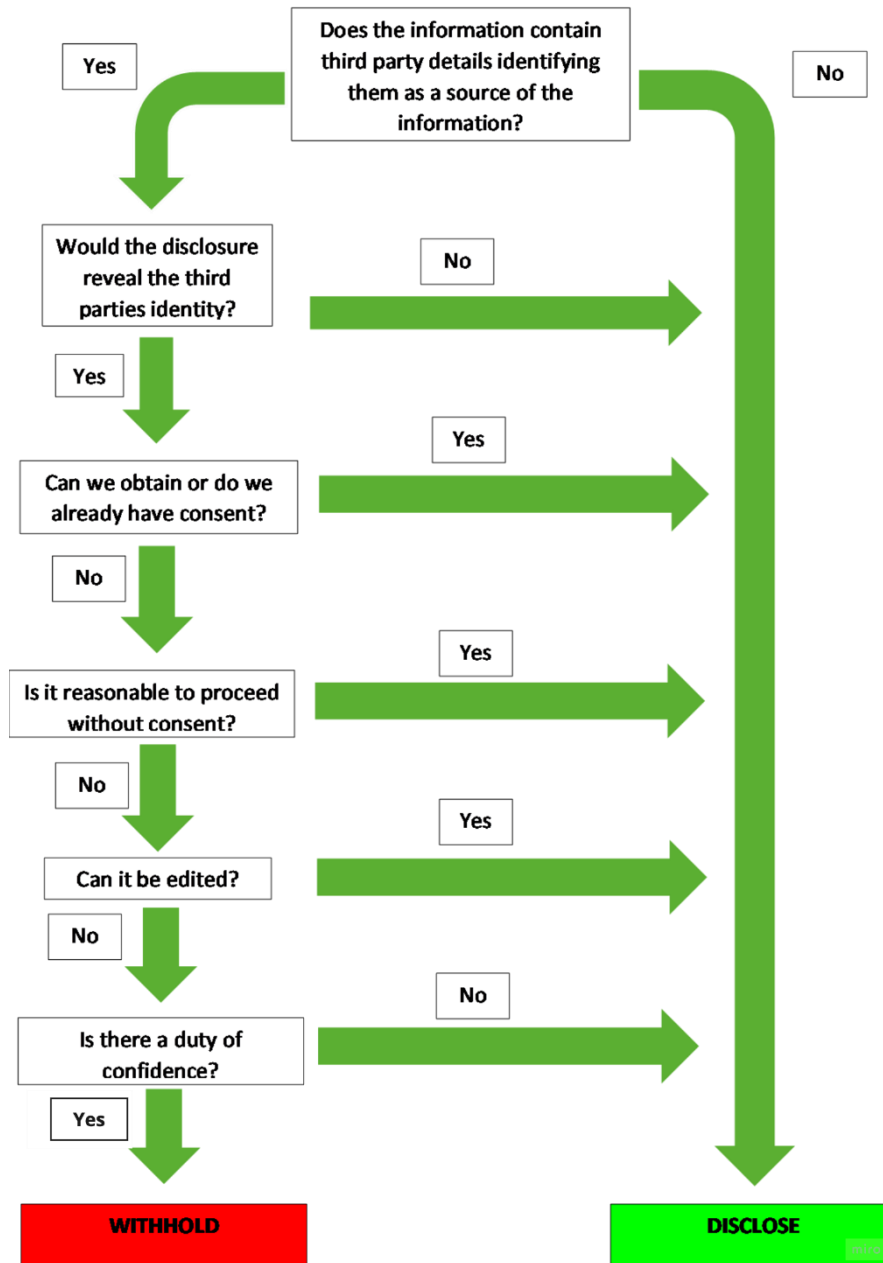 Does the information contain
third party details identifying
them as a source of the
information?
Yes
No
Would the disclosure
reveal the third
parties identity?
No
Yes
Can we obtain or do we
already have consent?
Yes
No
Is it reasonable to proceed
without consent?
Yes
No
Can it be edited?
Yes
No
Is there a duty of
confidence?
No
Yes
WITHHOLD
DISCLOSE